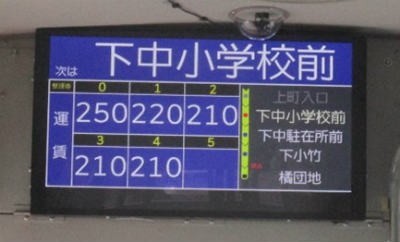 次は 下中小学校前
整理券 0 1 2
運賃
250 220 210
3 4 5
210 210
上町入口
下中小学校前
下中駐在所前
下小竹
橘団地